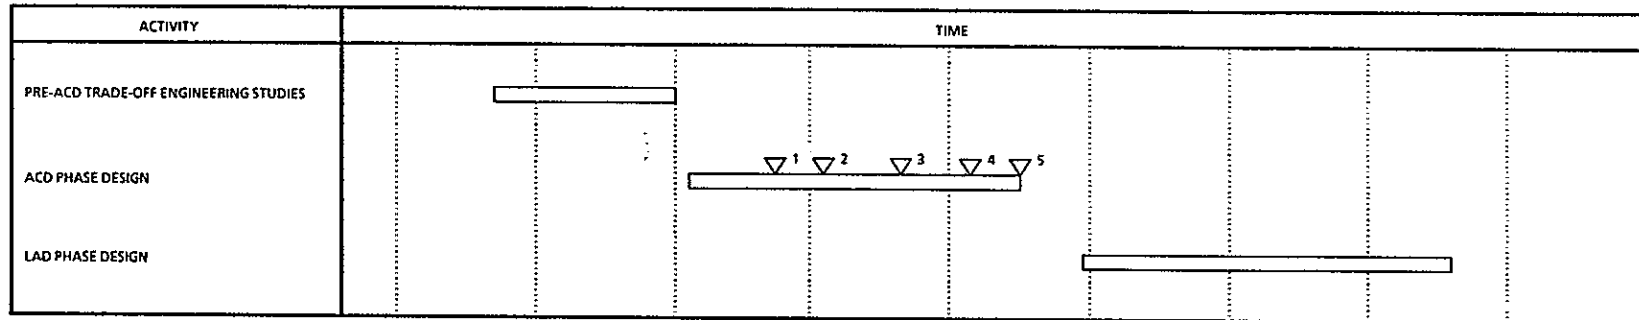 ACTIVITY
TIME
PRE-ACD TRADE-OFF ENGINEERING STUDIES
1 2 3 4 5
ACD PHASE DESIGN
LAD PHASE DESIGN